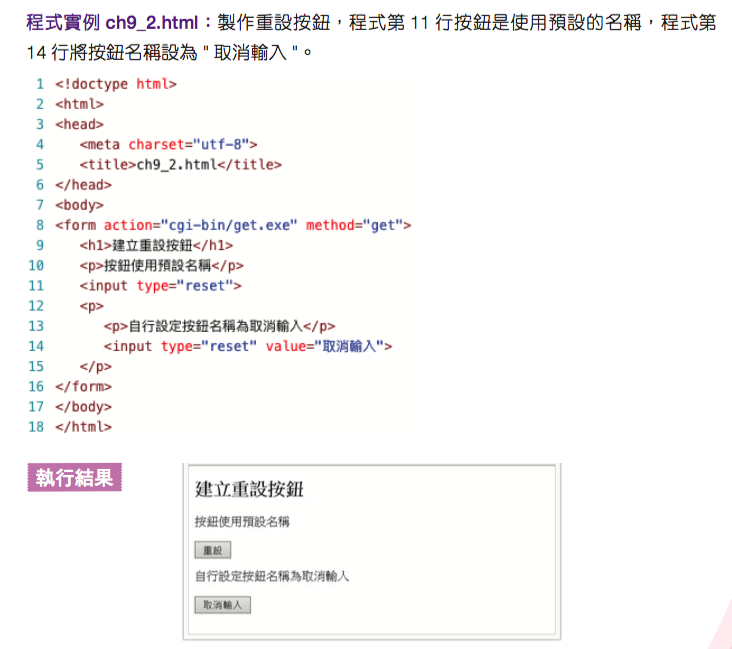 程式實例 ch9_2.html：製作重設按鈕，程式第 11 行按鈕是使用預設的名稱，程式第
14 行將按鈕名稱設為 " 取消輸入 "。
1 <!doctype html>
2 <html>
3 <head>
4 <meta charset="utf-8">
5 <title>ch9_2.html</title>
6 </head>
7 <body>
8 <form action="cgi-bin/get.exe" method="get">
9 <h1>建立重設按鈕</h1>
10 <p>按鈕使用預設名稱</p>
11 <input type="reset">
12 <p>
13 <p>自行設定按鈕名稱為取消輸入</p>
14 <input type="reset" value="取消輸入">
15 </p>
16 </form>
17 </body>
18 </html>
執行結果
建立重設按鈕
按鈕使用預設名稱
重設
自行設定按鈕名稱為取消輸入
取消輸入